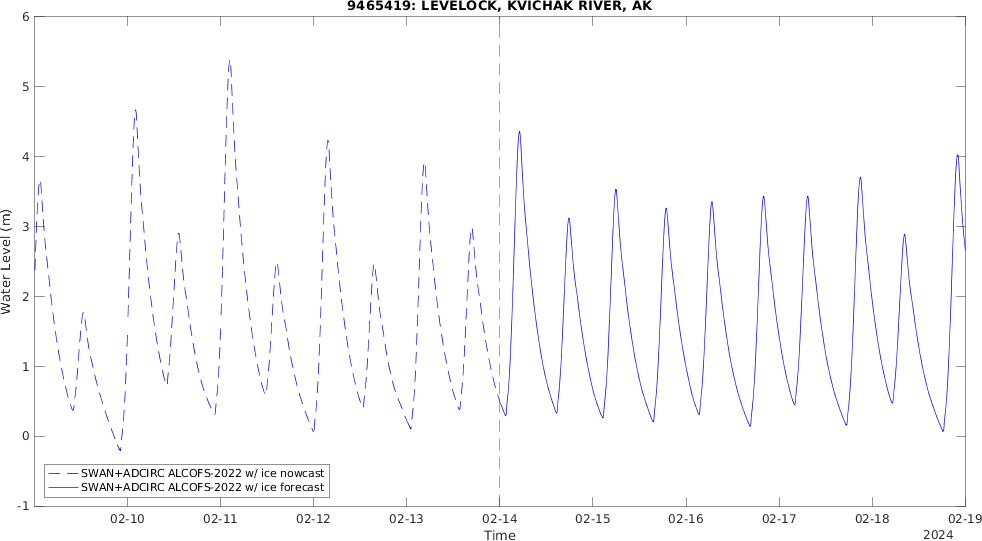 9465419: LEVELOCK, KVICHAK RIVER, AK
6
5
4
3
2
1
0
-1
Water Level (m)
SWAN+ADCIRC ALCOFS-2022 w/ ice nowcast
SWAN+ADCIRC ALCOFS-2022 w/ ice forecast
02-10 02-11 02-12 02-13 02-14 02-15 02-16 02-17 02-18 02-19
Time
2024